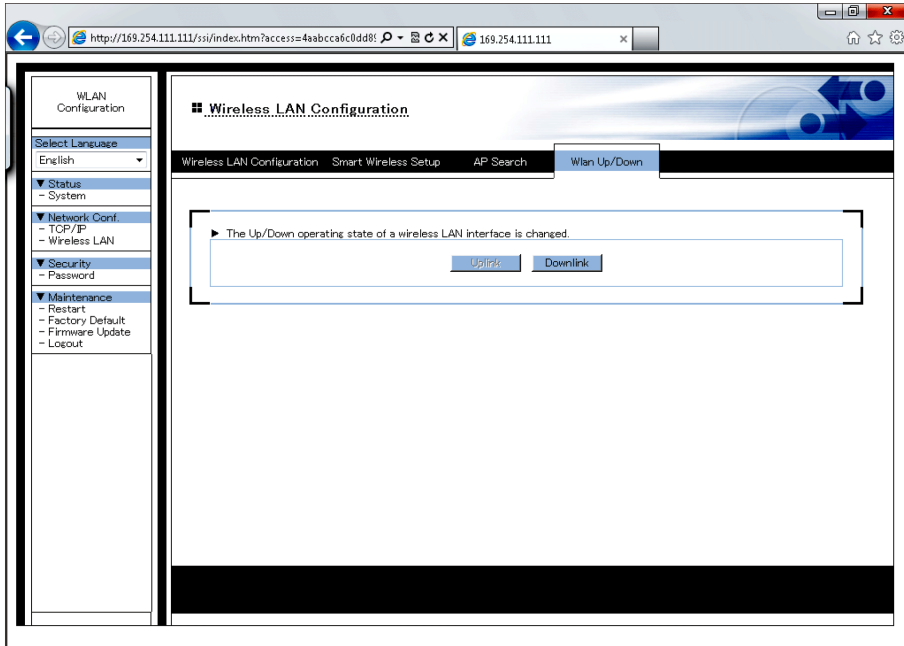 http://169.254.111.111/ssi/index.htm?access=4aabcca6c0dd8
169.254.111.111
WLAN
Configuration
Select Language
English
▼ Status
- System
▼ Network Conf.
- TCP/IP
- Wireless LAN
▼ Security
- Password
▼ Maintenance
- Restart
- Factory Default
- Firmware Update
- Logout
Wireless LAN Configuration
Wireless LAN Configuration Smart Wireless Setup AP Search Wlan Up/Down
► The Up/Down operating state of a wireless LAN interface is changed.
Uplink Downlink